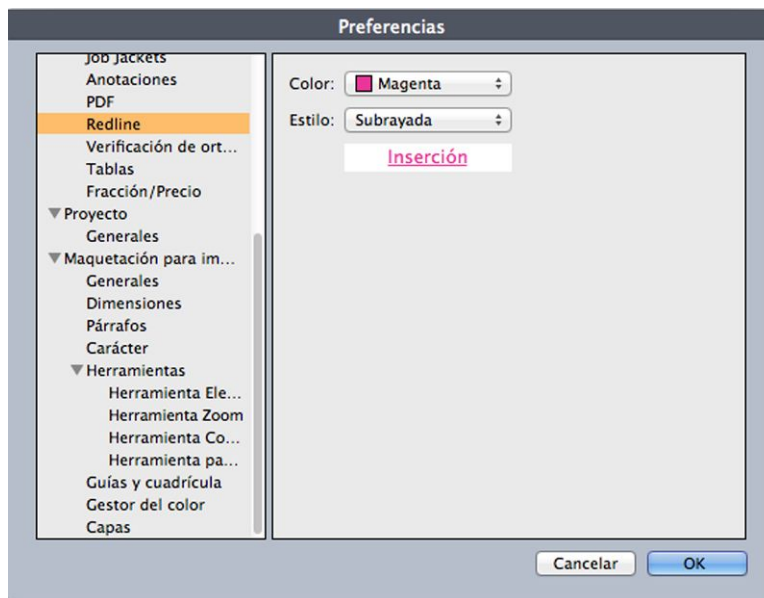 Preferencias
Job Jackets
Anotaciones
PDF
Redline
Verificación de ort...
Tablas
Fracción/Precio
Proyecto
Generales
Maquetación para im...
Generales
Dimensiones
Párrafos
Carácter
Herramientas
Herramienta Ele...
Herramienta Zoom
Herramienta Co...
Herramienta pa...
Guías y cuadrícula
Gestor del color
Capas
Color: Magenta
Estilo: Subrayada
Inserción
Cancelar OK